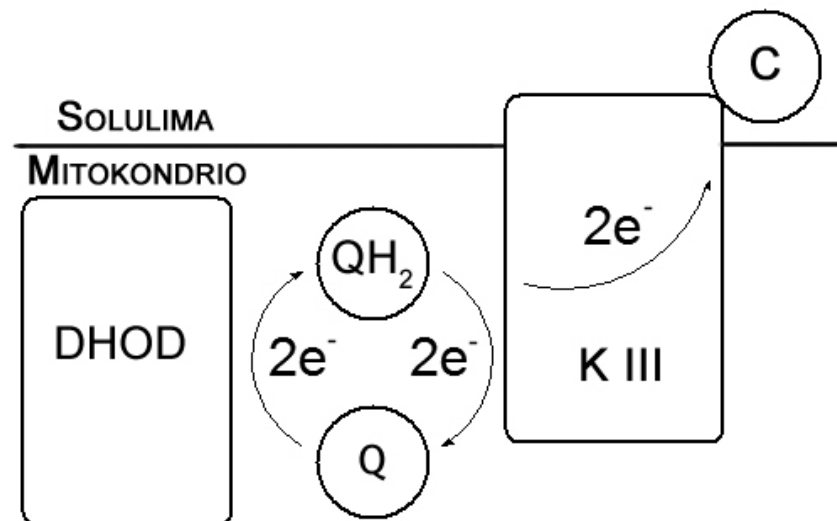 C
SOLULIMA
MITOKONDRIO
2e⁻
QH₂
DHOD
2e⁻
2e⁻
K III
Q